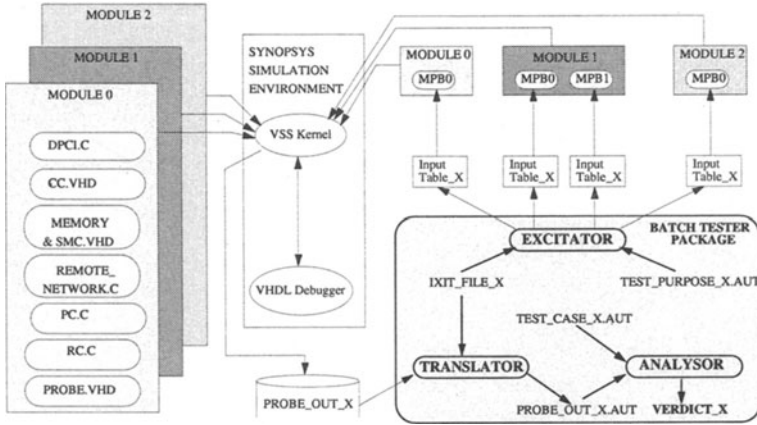 MODULE 2
MODULE 1
MODULE 0
DPCI.C
CC.VHD
MEMORY
& SMC.VHD
REMOTE_
NETWORK.C
PC.C
RC.C
PROBE.VHD
SYNOPSYS
SIMULATION
ENVIRONMENT
VSS Kernel
VHDL Debugger
PROBE_OUT_X
MODULE 0
MPB0
MODULE 1
MPB0
MPB1
MODULE 2
MPB0
Input
Table_X
Input
Table_X
Input
Table_X
Input
Table_X
BATCH TESTER
PACKAGE
EXCITATOR
IXIT_FILE_X
TEST_PURPOSE_X.AUT
TEST_CASE_X.AUT
TRANSLATOR
ANALYSOR
PROBE_OUT_X.AUT
VERDICT_X